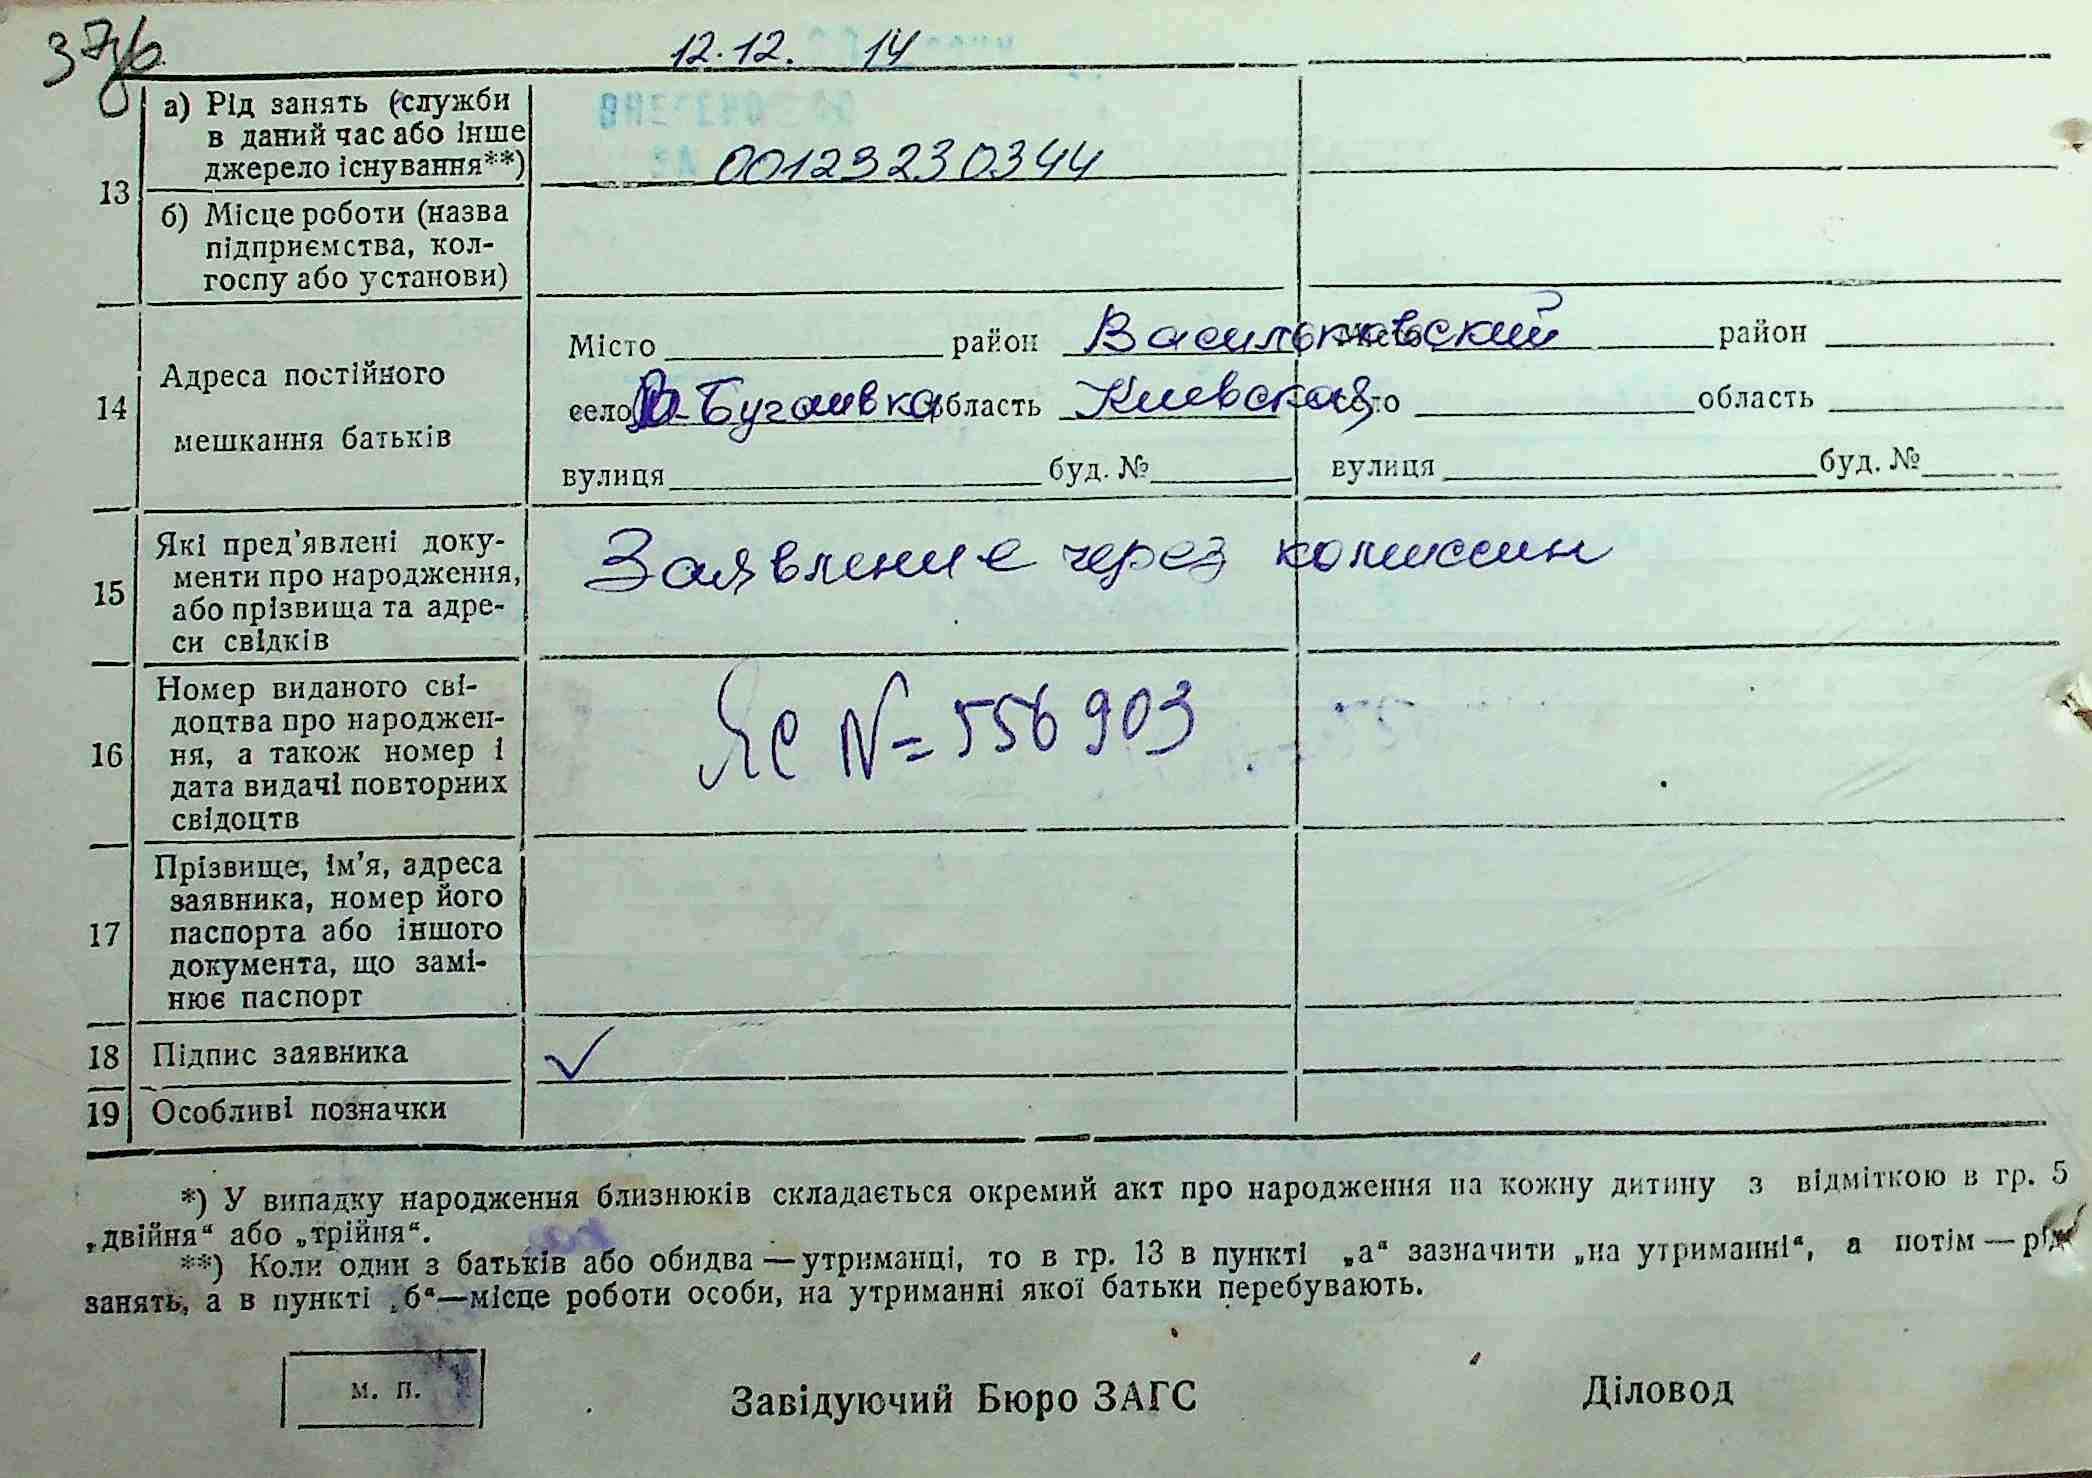 37/б
12.12. 14
13
а) Рід занять (служби
в даний час або інше
джерело існування**)
00129230344
б) Місце роботи (назва
підприємства, кол-
госпу або установи)
14
Адреса постійного
мешкання батьків
Місто район Васильковский район
село В-Бугаивка область Киевская село область
вулиця буд. № вулиця буд. №
15
Які пред’явлені доку-
менти про народження,
або прізвища та адре-
си свідків
Заявление через комиссии
16
Номер виданого сві-
доцтва про народжен-
ня, а також номер і
дата видачі повторних
свідоцтв
ЯС № 556903
17
Прізвище, ім’я, адреса
заявника, номер його
паспорта або іншого
документа, що замі-
нює паспорт
18 Підпис заявника
19 Особливі позначки
*) У випадку народження близнюків складається окремий акт про народження на кожну дитину з відміткою в гр. 5
„двійня“ або „трійня“.
**) Коли один з батьків або обидва — утриманці, то в гр. 13 в пункті „а“ зазначити „на утриманні“, а потім — рід
занять, а в пункті „б“—місце роботи особи, на утриманні якої батьки перебувають.
м. п.
Завідуючий Бюро ЗАГС
Діловод